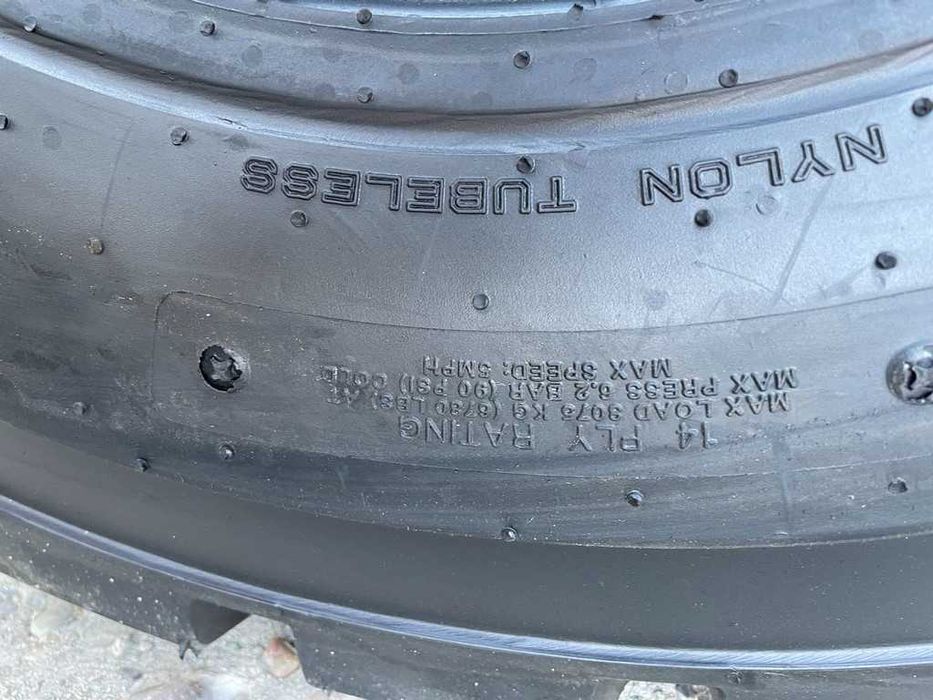 14 PLY RATING
MAX LOAD 3075 KG (6780 LBS) AT
MAX PRESS 6.2 BAR (90 PSI) COLD
MAX SPEED: 5MPH
NYLON TUBELESS